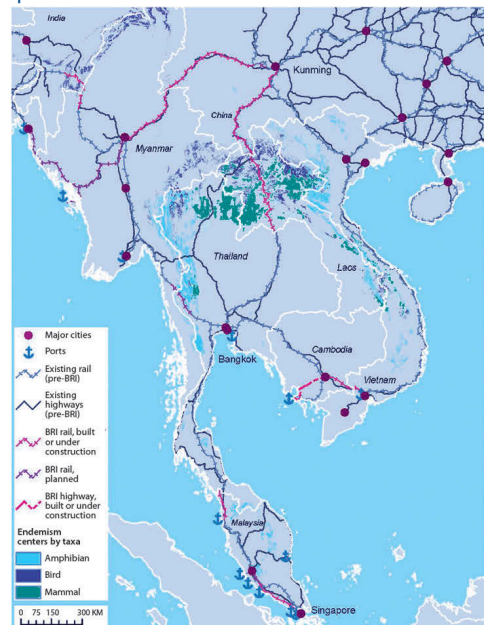 India
Kunming
China
Myanmar
Thailand
Laos
Bangkok
Cambodia
Vietnam
Malaysia
Singapore
Major cities
Ports
Existing rail
(pre-BRI)
Existing highways
(pre-BRI)
BRI rail, built
or under
construction
BRI rail,
planned
BRI highway,
built or under
construction
Endemism
centers by taxa
Amphibian
Bird
Mammal
0 75 150 300 KM